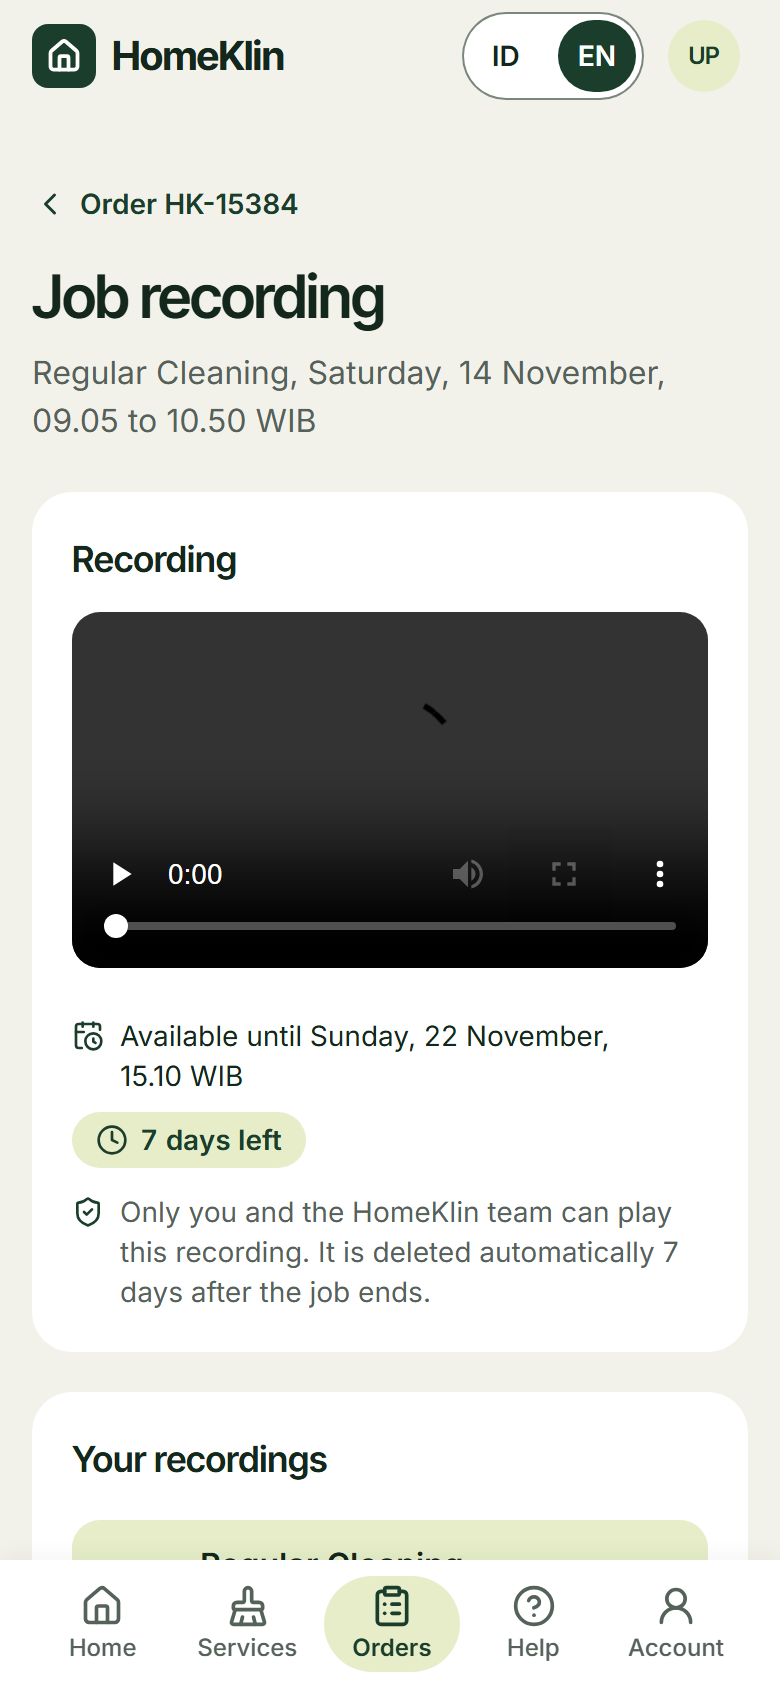 HomeKlin
ID
EN
UP
Order HK-15384
Job recording
Regular Cleaning, Saturday, 14 November,
09.05 to 10.50 WIB
Recording
0:00
Available until Sunday, 22 November,
15.10 WIB
7 days left
Only you and the HomeKlin team can play
this recording. It is deleted automatically 7
days after the job ends.
Your recordings
Regular Cleaning
Home
Services
Orders
Help
Account